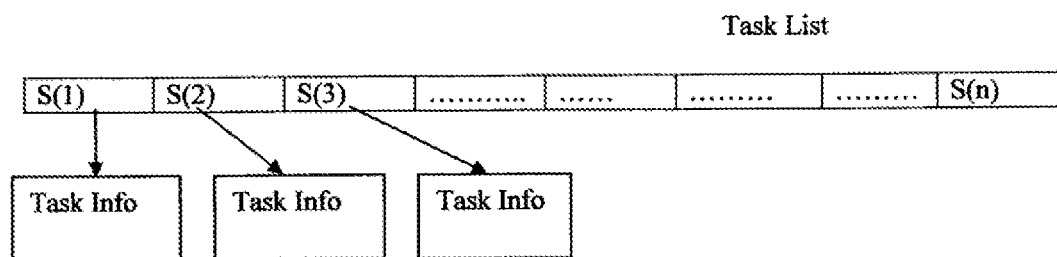 Task List
S(1) S(2) S(3) ........... ...... ......... ......... S(n)
Task Info Task Info Task Info